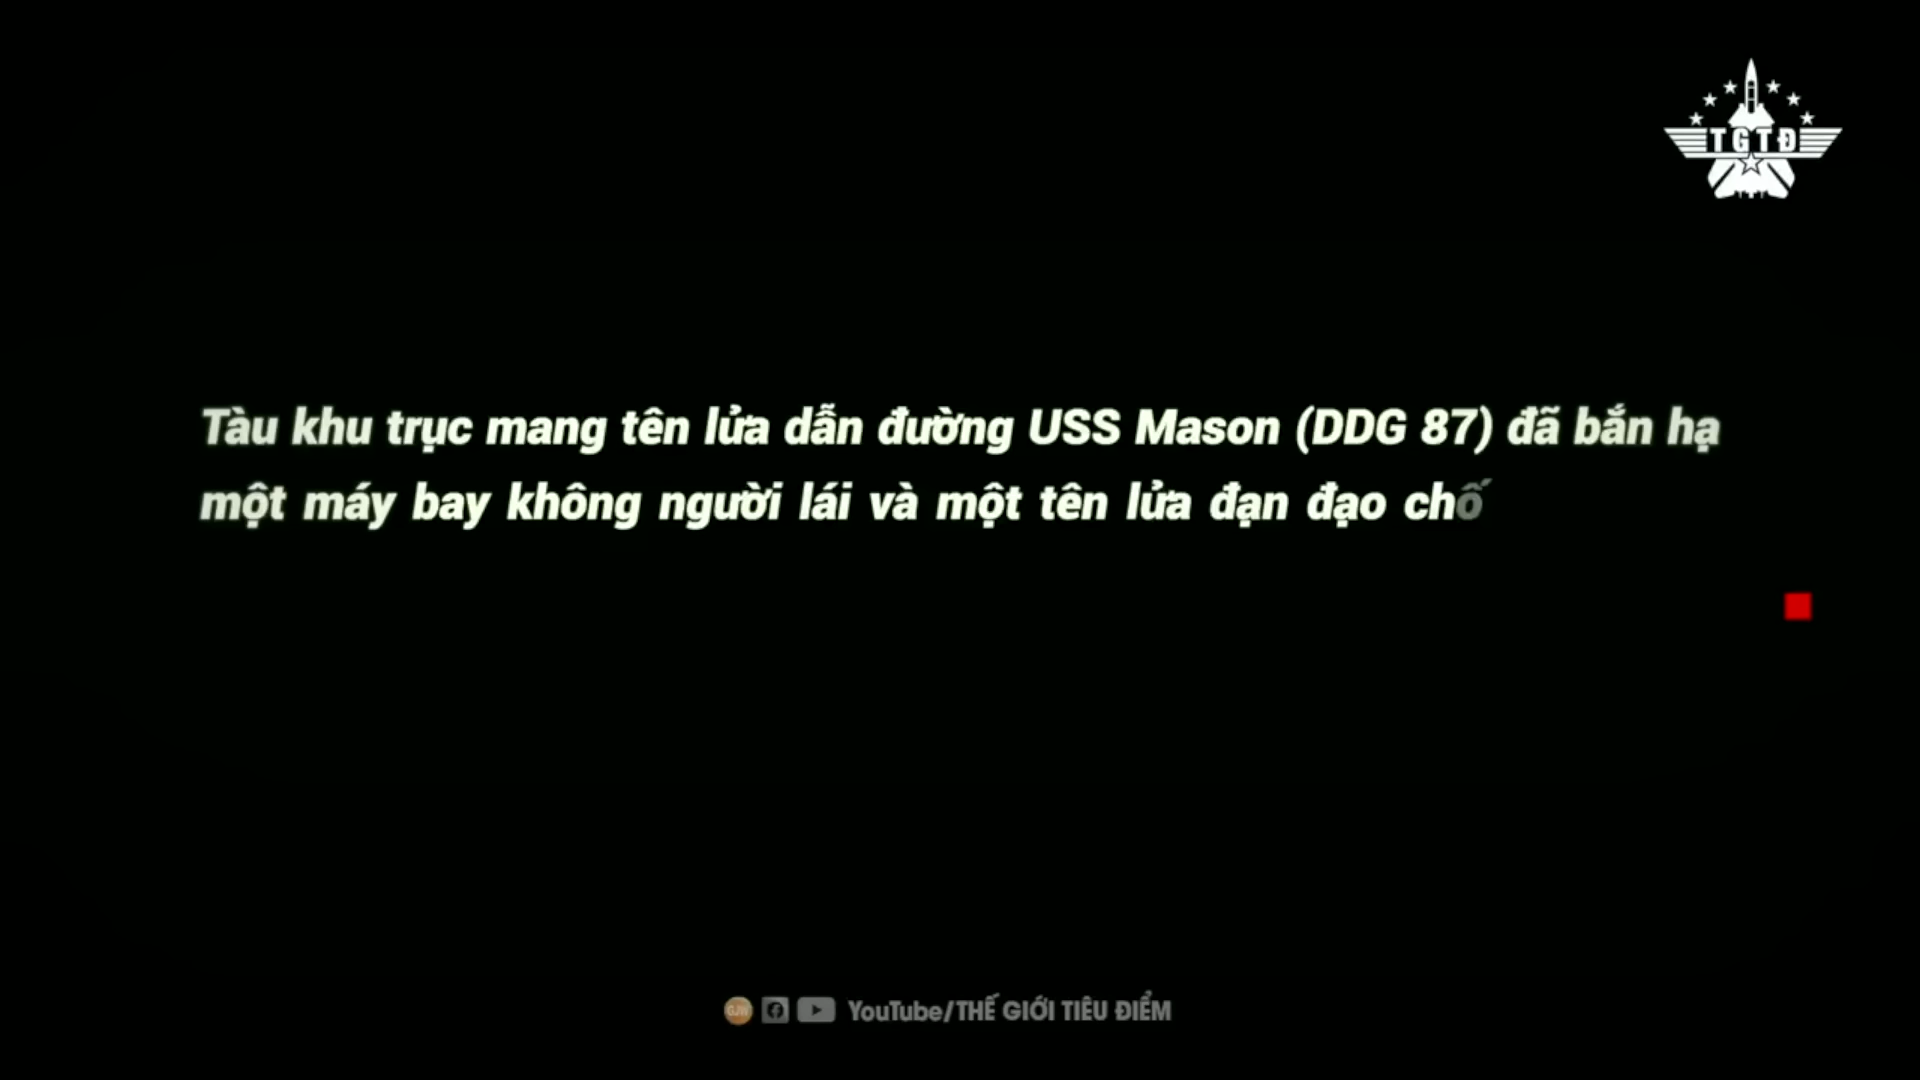 TGTĐ
Tàu khu trục mang tên lửa dẫn đường USS Mason (DDG 87) đã bắn hạ
một máy bay không người lái và một tên lửa đạn đạo chố
YouTube/THẾ GIỚI TIÊU ĐIỂM